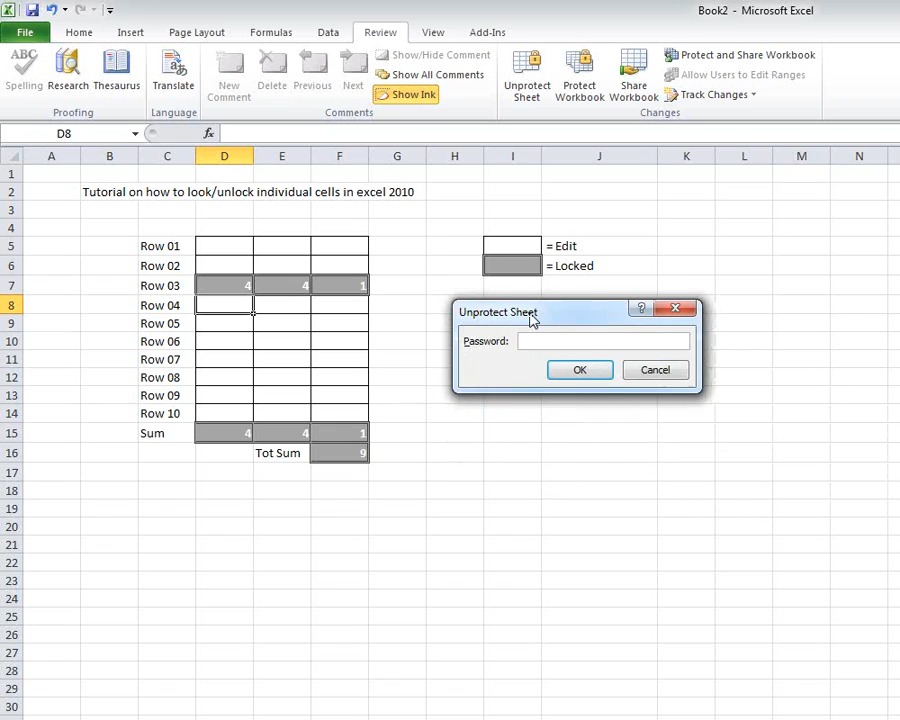 Book2 - Microsoft Excel
File Home Insert Page Layout Formulas Data Review View Add-Ins
ABC
Spelling Research Thesaurus
Proofing
Translate
Language
New Comment Delete Previous Next
Show/Hide Comment
Show All Comments
Show Ink
Comments
Unprotect Sheet Protect Workbook Share Workbook
Protect and Share Workbook
Allow Users to Edit Ranges
Track Changes
Changes
D8 fx
A B C D E F G H I J K L M N
1
2 Tutorial on how to look/unlock individual cells in excel 2010
3
4
5 Row 01 = Edit
6 Row 02 = Locked
7 Row 03 4 4 1
8 Row 04
9 Row 05
10 Row 06
11 Row 07
12 Row 08
13 Row 09
14 Row 10
15 Sum 4 4 1
16 Tot Sum 9
17
18
19
20
21
22
23
24
25
26
27
28
29
30
Unprotect Sheet ?
Password:
OK Cancel